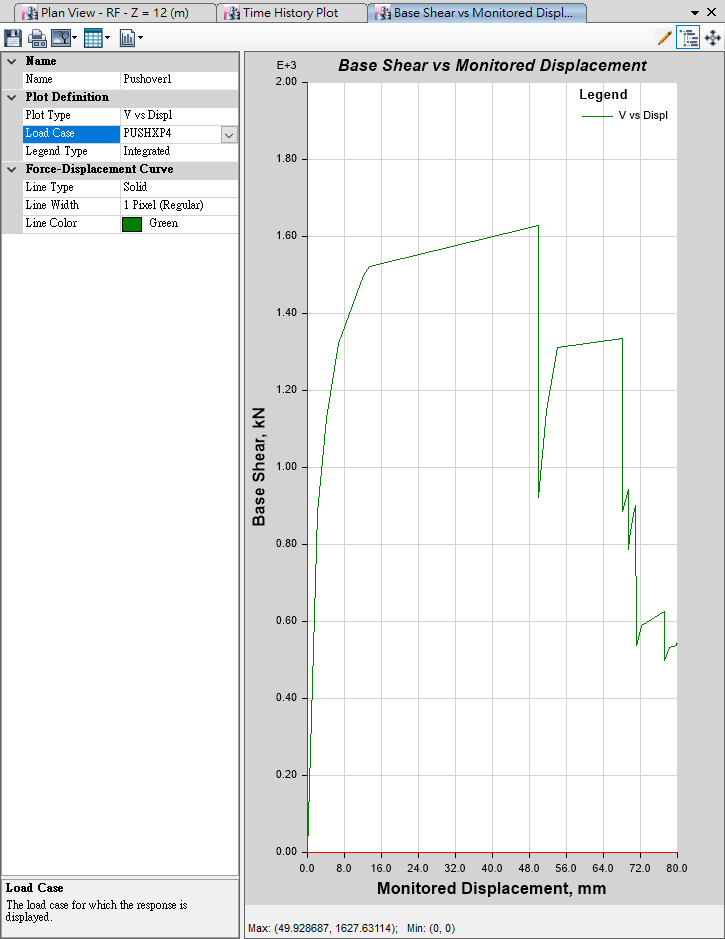 Plan View - RF - Z = 12 (m)
Time History Plot
Base Shear vs Monitored Displ...
Name
Name Pushover1
Plot Definition
Plot Type V vs Displ
Load Case PUSHXP4
Legend Type Integrated
Force-Displacement Curve
Line Type Solid
Line Width 1 Pixel (Regular)
Line Color Green
Load Case
The load case for which the response is
displayed.
E+3
Base Shear vs Monitored Displacement
Legend
V vs Displ
2.00
1.80
1.60
1.40
1.20
1.00
0.80
0.60
0.40
0.20
0.00
Base Shear, kN
0.0 8.0 16.0 24.0 32.0 40.0 48.0 56.0 64.0 72.0 80.0
Monitored Displacement, mm
Max: (49.928687, 1627.63114); Min: (0, 0)